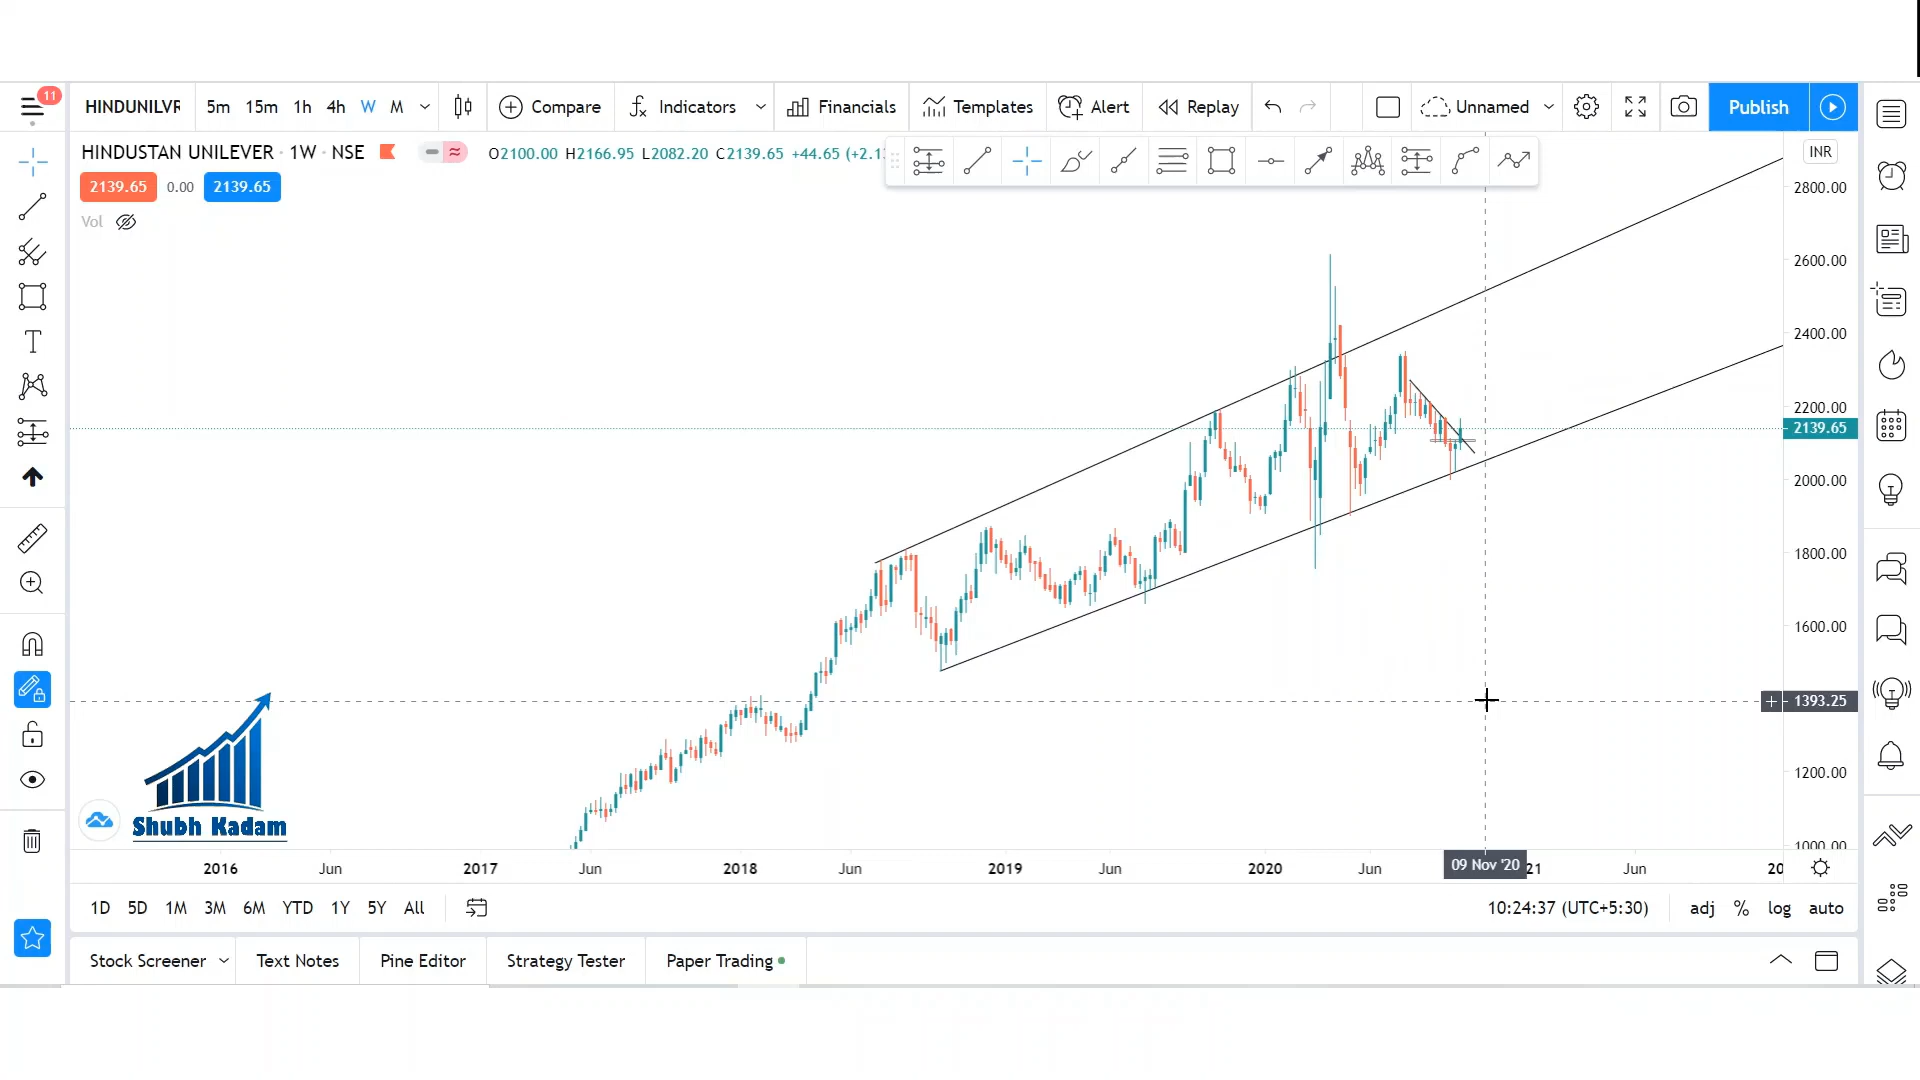 11
HINDUNILVR 5m 15m 1h 4h W M Compare Indicators Financials Templates Alert Replay Unnamed Publish
HINDUSTAN UNILEVER · 1W · NSE O2100.00 H2166.95 L2082.20 C2139.65 +44.65
INR
2139.65 0.00 2139.65
Vol
2800.00
2600.00
2400.00
2200.00
2139.65
2000.00
1800.00
1600.00
1393.25
1200.00
1000.00
Shubh Kadam
2016 Jun 2017 Jun 2018 Jun 2019 Jun 2020 Jun 09 Nov '20 21 Jun 20
1D 5D 1M 3M 6M YTD 1Y 5Y All 10:24:37 (UTC+5:30) adj % log auto
Stock Screener Text Notes Pine Editor Strategy Tester Paper Trading